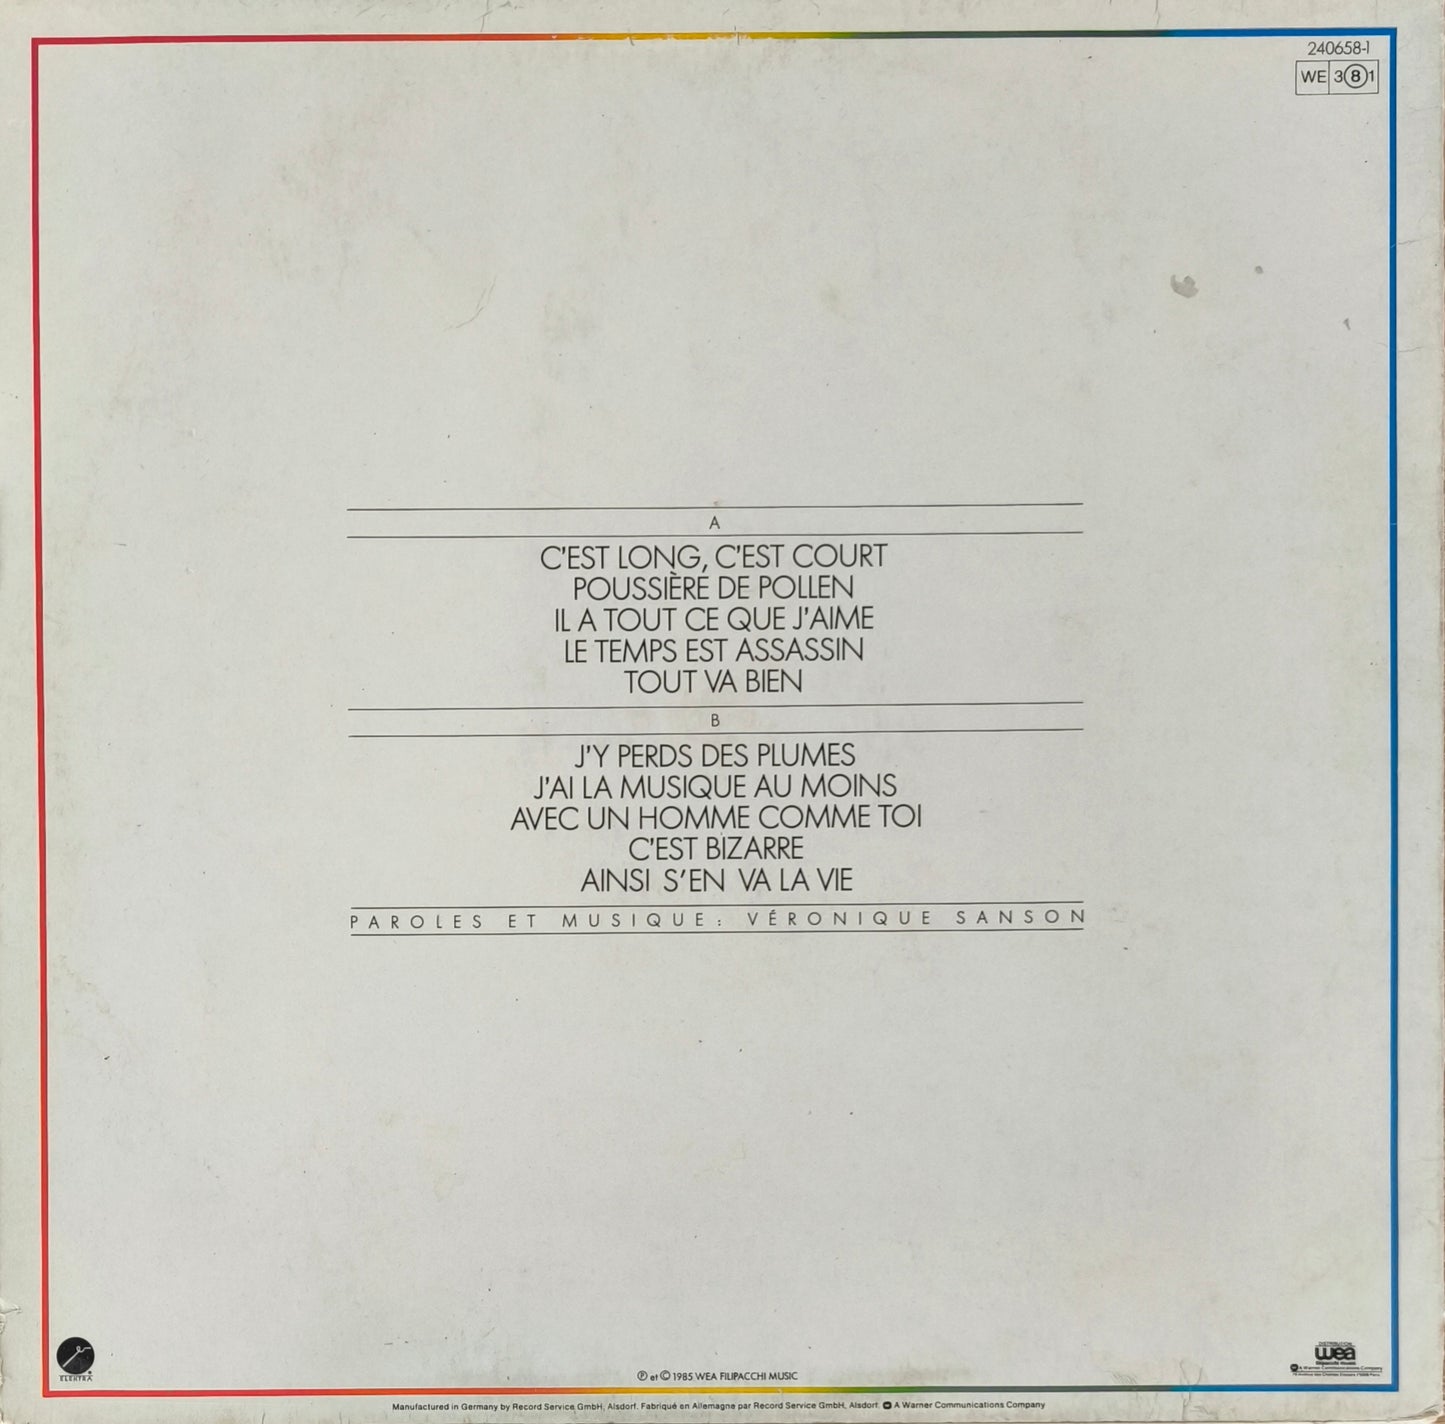 240658-1
WE 381
A
C'EST LONG, C'EST COURT
POUSSIÈRE DE POLLEN
IL A TOUT CE QUE J'AIME
LE TEMPS EST ASSASSIN
TOUT VA BIEN
B
J'Y PERDS DES PLUMES
J'AI LA MUSIQUE AU MOINS
AVEC UN HOMME COMME TOI
C'EST BIZARRE
AINSI S'EN VA LA VIE
PAROLES ET MUSIQUE: VÉRONIQUE SANSON
ELEKTRA
℗ et © 1985 WEA FILIPACCHI MUSIC
DISTRIBUTION
wea
filipacchi music
A Warner Communications Company
Manufactured in Germany by Record Service GmbH, Alsdorf. Fabriqué en Allemagne par Record Service GmbH, Alsdorf. A Warner Communications Company